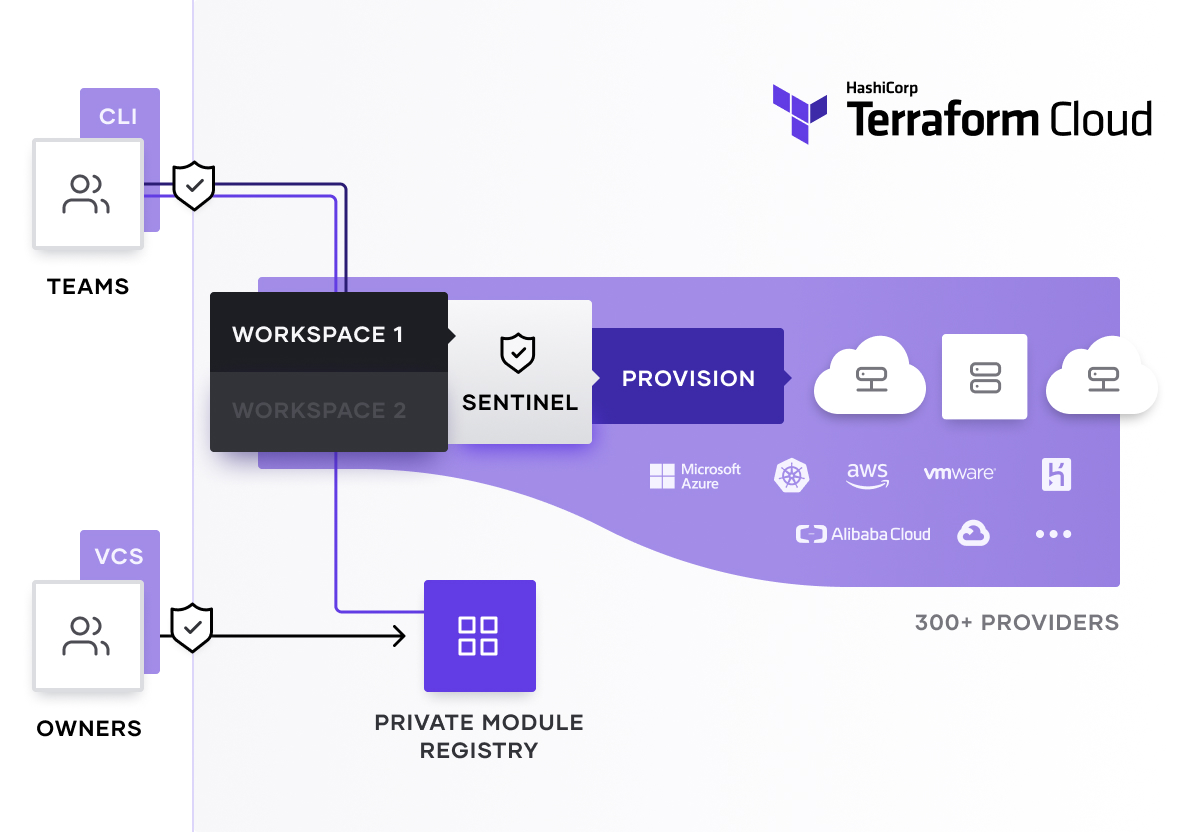 HashiCorp
Terraform Cloud
CLI
TEAMS
WORKSPACE 1
WORKSPACE 2
SENTINEL
PROVISION
Microsoft
Azure
aws
vmware
Alibaba Cloud
300+ PROVIDERS
VCS
OWNERS
PRIVATE MODULE
REGISTRY